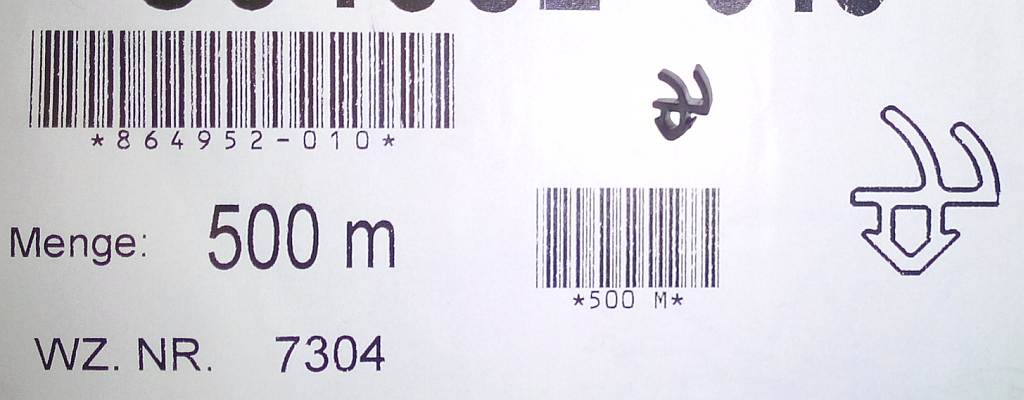 *864952-010*
Menge: 500 m
*500 M*
WZ. NR. 7304